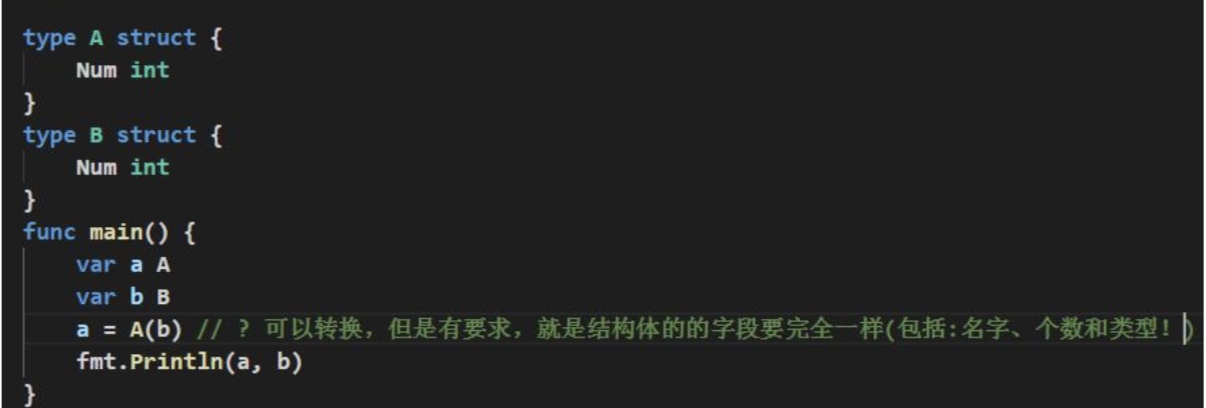 type A struct {
Num int
}
type B struct {
Num int
}
func main() {
var a A
var b B
a = A(b) // ? 可以转换，但是有要求，就是结构体的的字段要完全一样(包括:名字、个数和类型！)
fmt.Println(a, b)
}